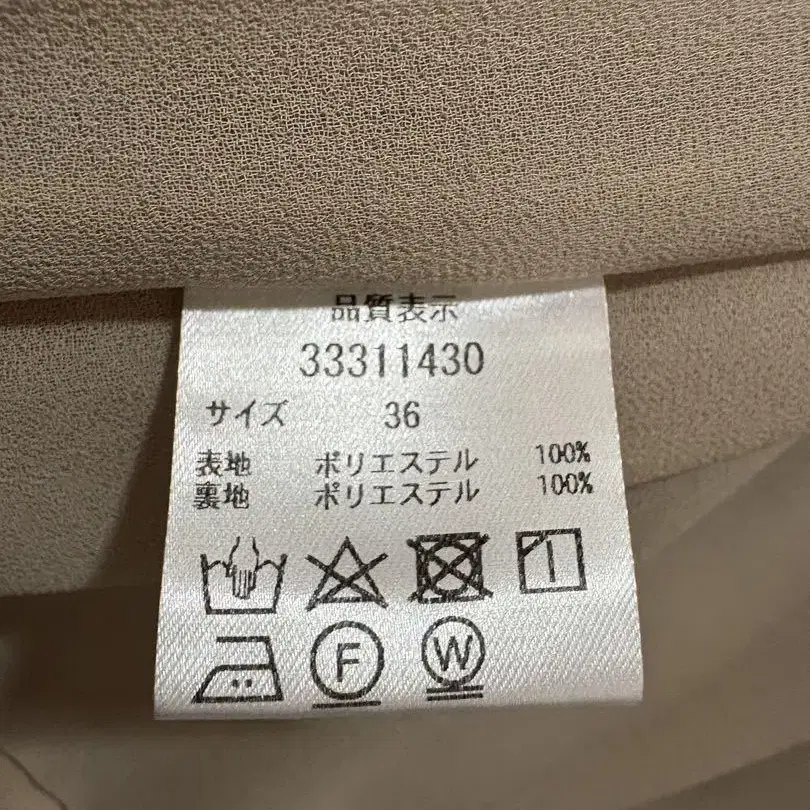 品質表示
33311430
サイズ 36
表地 ポリエステル 100%
裏地 ポリエステル 100%
F W